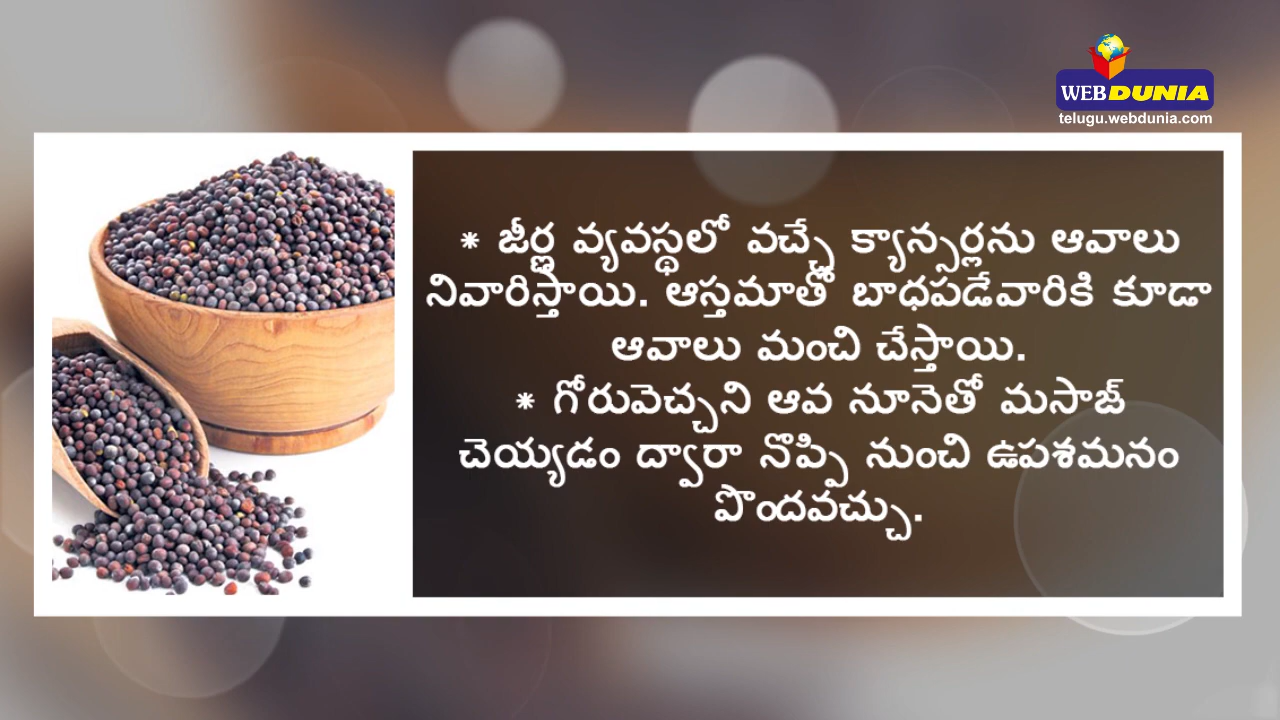 WEBDUNIA
telugu.webdunia.com
* జీర్ణ వ్యవస్థలో వచ్చే క్యాన్సర్లను ఆవాలు
నివారిస్తాయి. ఆస్తమాతో బాధపడేవారికి కూడా
ఆవాలు మంచి చేస్తాయి.
* గోరువెచ్చని ఆవ నూనెతో మసాజ్
చెయ్యడం ద్వారా నొప్పి నుంచి ఉపశమనం
పొందవచ్చు.